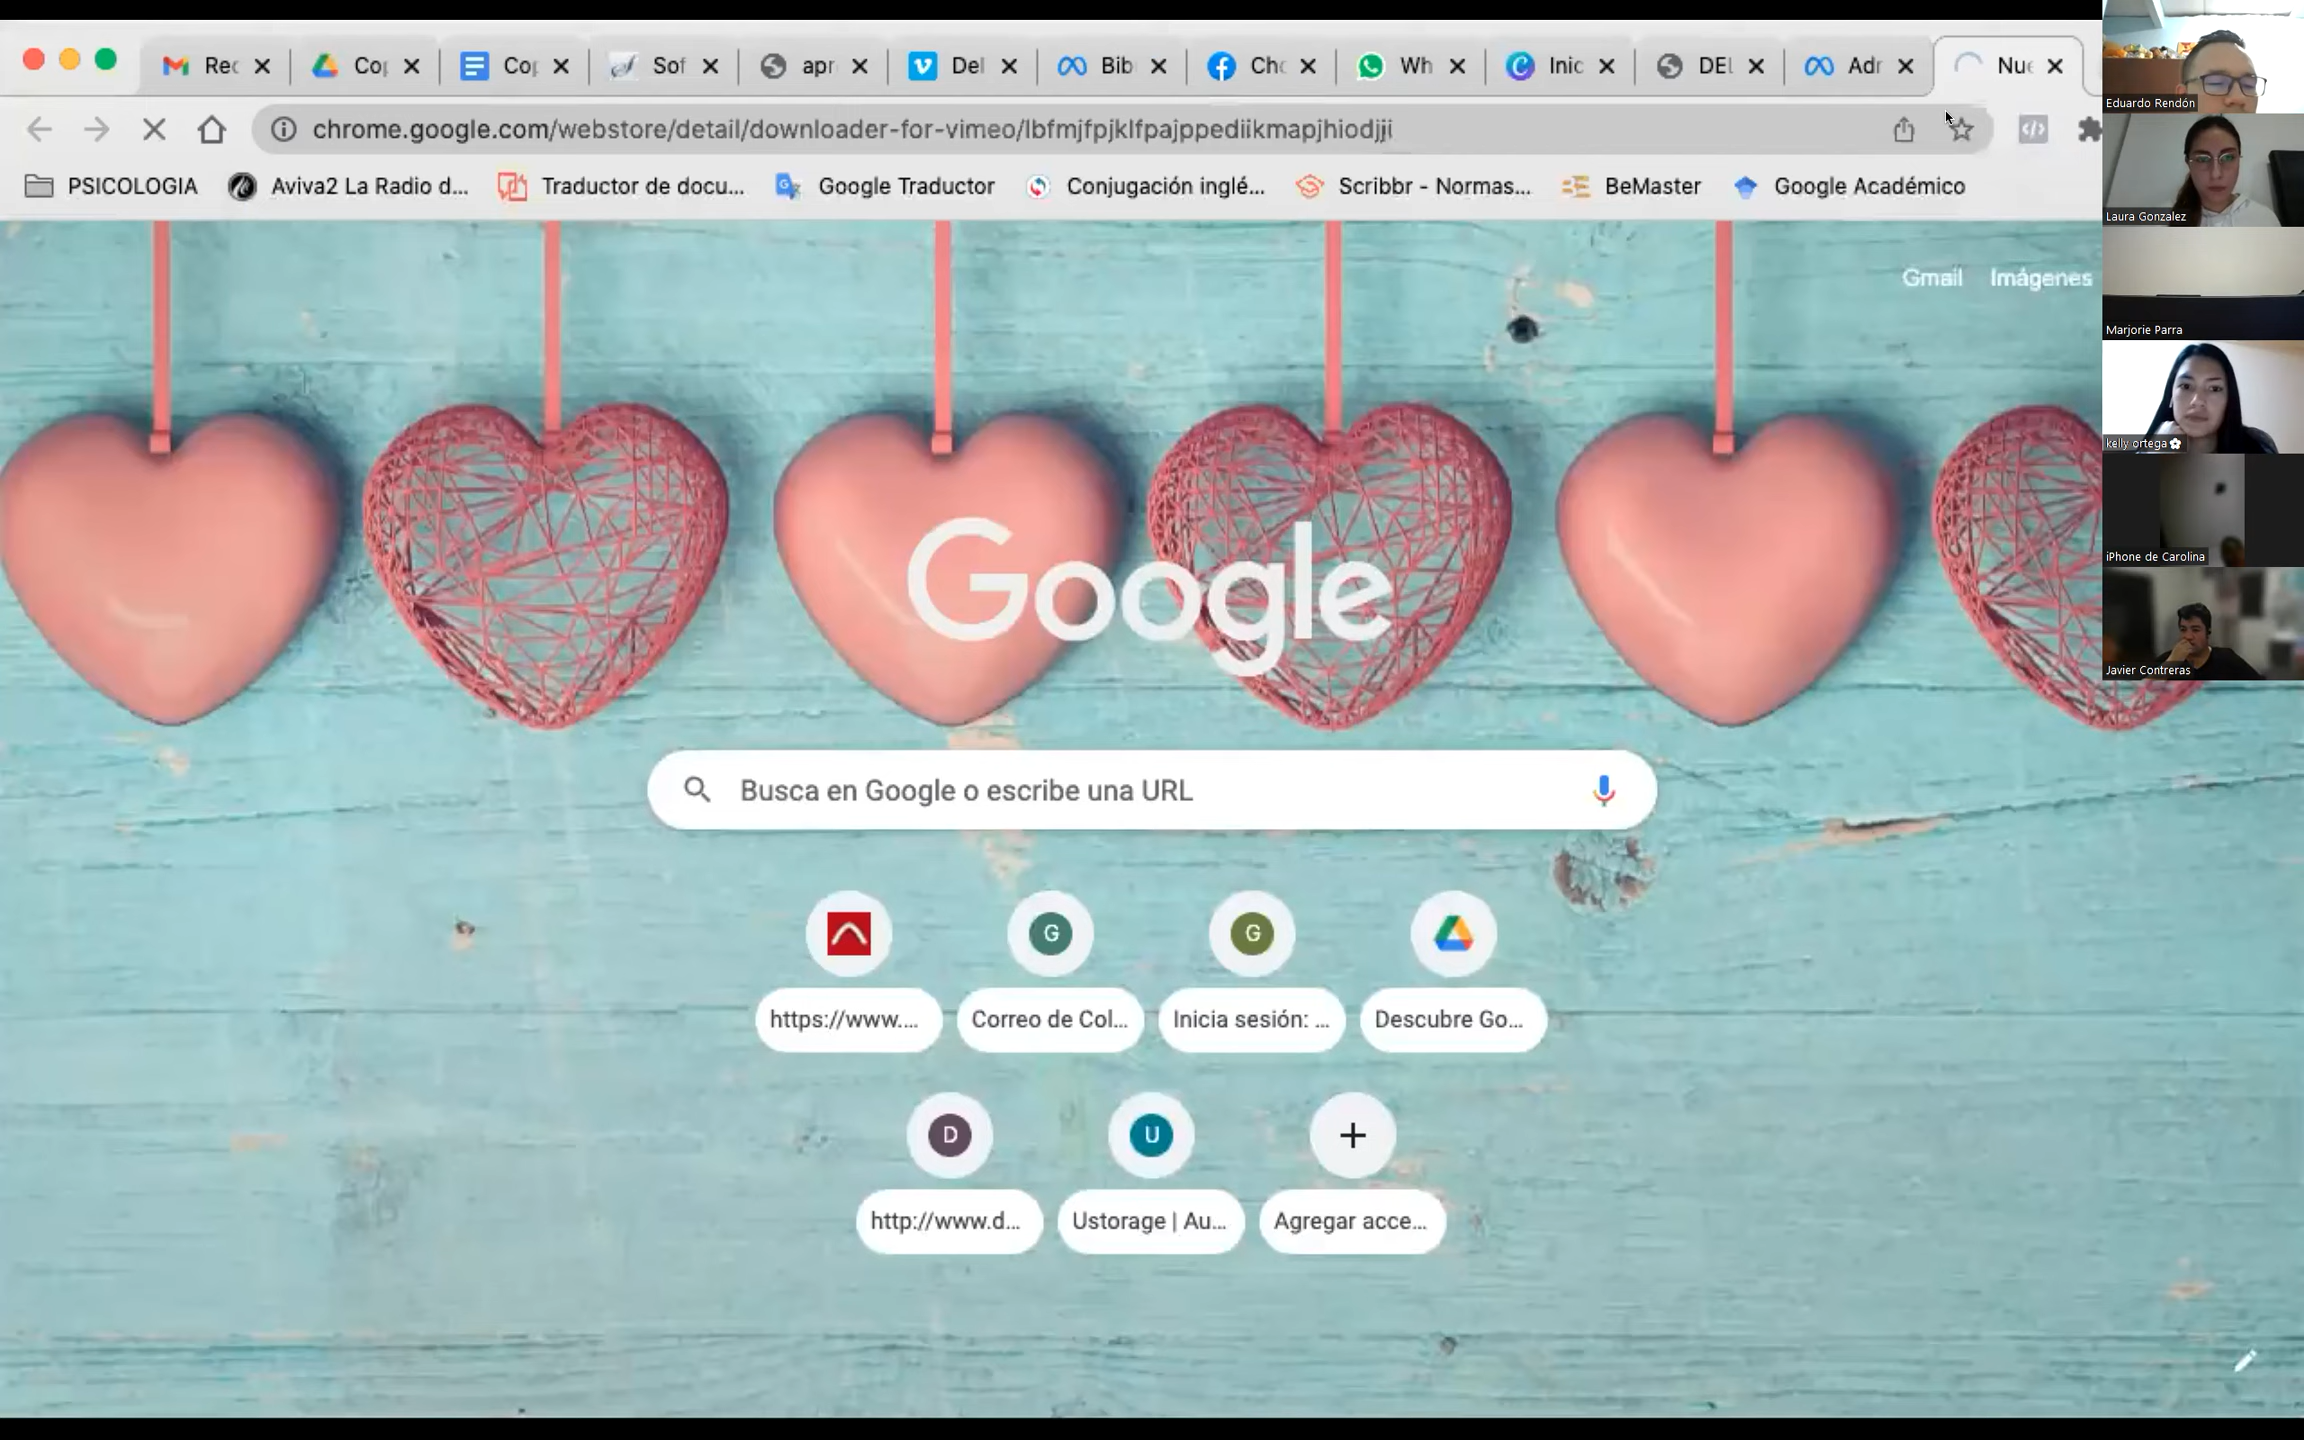 Rec
Co
Co
Sof
apr
Del
Bib
Cho
Wh
Inic
DEL
Adr
Nue
chrome.google.com/webstore/detail/downloader-for-vimeo/lbfmjfpjklfpajppediikmapjhiodjji
PSICOLOGIA
Aviva2 La Radio d...
Traductor de docu...
Google Traductor
Conjugación inglé...
Scribbr - Normas...
BeMaster
Google Académico
Gmail Imágenes
Google
Busca en Google o escribe una URL
G
G
https://www....
Correo de Col...
Inicia sesión: ...
Descubre Go...
D
U
http://www.d...
Ustorage | Au...
Agregar acce...
Eduardo Rendón
Laura Gonzalez
Marjorie Parra
kelly ortega
iPhone de Carolina
Javier Contreras